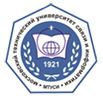 МОСКОВСКИЙ ТЕХНИЧЕСКИЙ УНИВЕРСИТЕТ СВЯЗИ И ИНФОРМАТИКИ
1921
МТУСИ